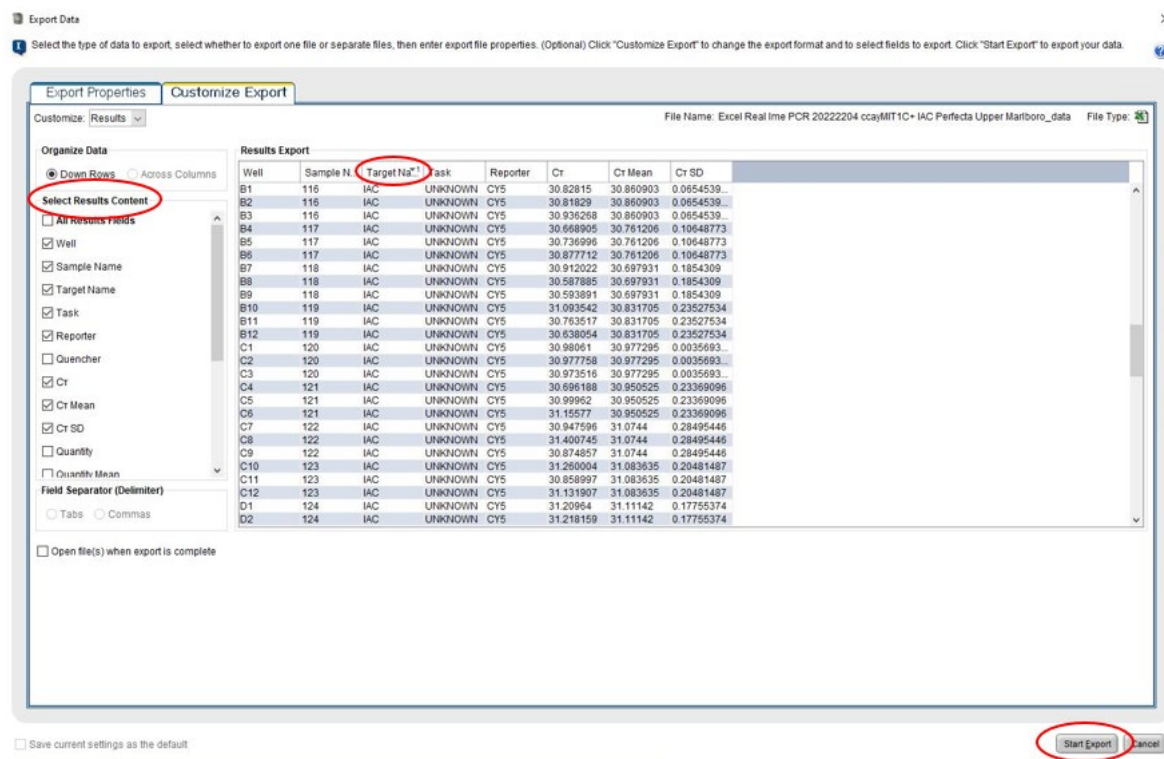 Export Data
Select the type of data to export, select whether to export one file or separate files, then enter export file properties. (Optional) Click "Customize Export" to change the export format and to select fields to export. Click "Start Export" to export your data.
Export Properties Customize Export
Customize: Results File Name: Excel Real Ime PCR 20222204 ccayMIT1C+ IAC Perfecta Upper Marlboro_data File Type:
Organize Data
Down Rows Across Columns
Select Results Content
All Results Fields
Well
Sample Name
Target Name
Task
Reporter
Quencher
CT
CT Mean
CT SD
Quantity
Quantity Mean
Field Separator (Delimiter)
Tabs Commas
Open file(s) when export is complete
Results Export
Well Sample N... Target Na... Task Reporter CT CT Mean CT SD
B1 116 IAC UNKNOWN CY5 30.82815 30.860903 0.0654539...
B2 116 IAC UNKNOWN CY5 30.81829 30.860903 0.0654539...
B3 116 IAC UNKNOWN CY5 30.936268 30.860903 0.0654539...
B4 117 IAC UNKNOWN CY5 30.668905 30.761206 0.10648773
B5 117 IAC UNKNOWN CY5 30.736996 30.761206 0.10648773
B6 117 IAC UNKNOWN CY5 30.877712 30.761206 0.10648773
B7 118 IAC UNKNOWN CY5 30.912022 30.697931 0.1854309
B8 118 IAC UNKNOWN CY5 30.587885 30.697931 0.1854309
B9 118 IAC UNKNOWN CY5 30.593891 30.697931 0.1854309
B10 119 IAC UNKNOWN CY5 31.093542 30.831705 0.23527534
B11 119 IAC UNKNOWN CY5 30.763517 30.831705 0.23527534
B12 119 IAC UNKNOWN CY5 30.638054 30.831705 0.23527534
C1 120 IAC UNKNOWN CY5 30.98061 30.977295 0.0035693...
C2 120 IAC UNKNOWN CY5 30.977758 30.977295 0.0035693...
C3 120 IAC UNKNOWN CY5 30.973516 30.977295 0.0035693...
C4 121 IAC UNKNOWN CY5 30.696188 30.950525 0.23369096
C5 121 IAC UNKNOWN CY5 30.99962 30.950525 0.23369096
C6 121 IAC UNKNOWN CY5 31.15577 30.950525 0.23369096
C7 122 IAC UNKNOWN CY5 30.947596 31.0744 0.28495446
C8 122 IAC UNKNOWN CY5 31.400745 31.0744 0.28495446
C9 122 IAC UNKNOWN CY5 30.874857 31.0744 0.28495446
C10 123 IAC UNKNOWN CY5 31.260004 31.083635 0.20481487
C11 123 IAC UNKNOWN CY5 30.858997 31.083635 0.20481487
C12 123 IAC UNKNOWN CY5 31.131907 31.083635 0.20481487
D1 124 IAC UNKNOWN CY5 31.20964 31.11142 0.17755374
D2 124 IAC UNKNOWN CY5 31.218159 31.11142 0.17755374
Save current settings as the default
Start Export Cancel